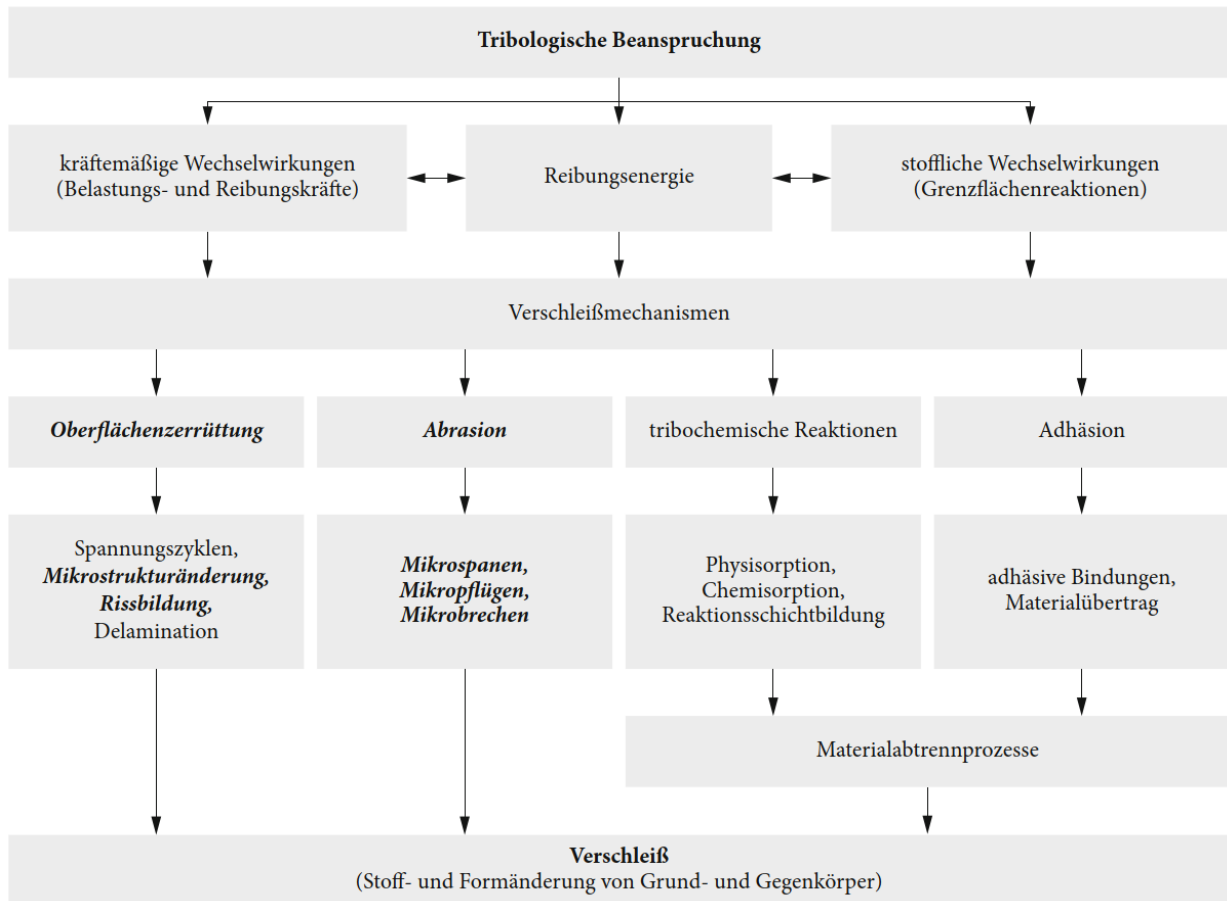 Tribologische Beanspruchung
kräftemäßige Wechselwirkungen
(Belastungs- und Reibungskräfte)
Reibungsenergie
stoffliche Wechselwirkungen
(Grenzflächenreaktionen)
Verschleißmechanismen
Oberflächenzerrüttung
Abrasion
tribochemische Reaktionen
Adhäsion
Spannungszyklen,
Mikrostrukturänderung,
Rissbildung,
Delamination
Mikrospanen,
Mikropflügen,
Mikrobrechen
Physisorption,
Chemisorption,
Reaktionsschichtbildung
adhäsive Bindungen,
Materialübertrag
Materialabtrennprozesse
Verschleiß
(Stoff- und Formänderung von Grund- und Gegenkörper)